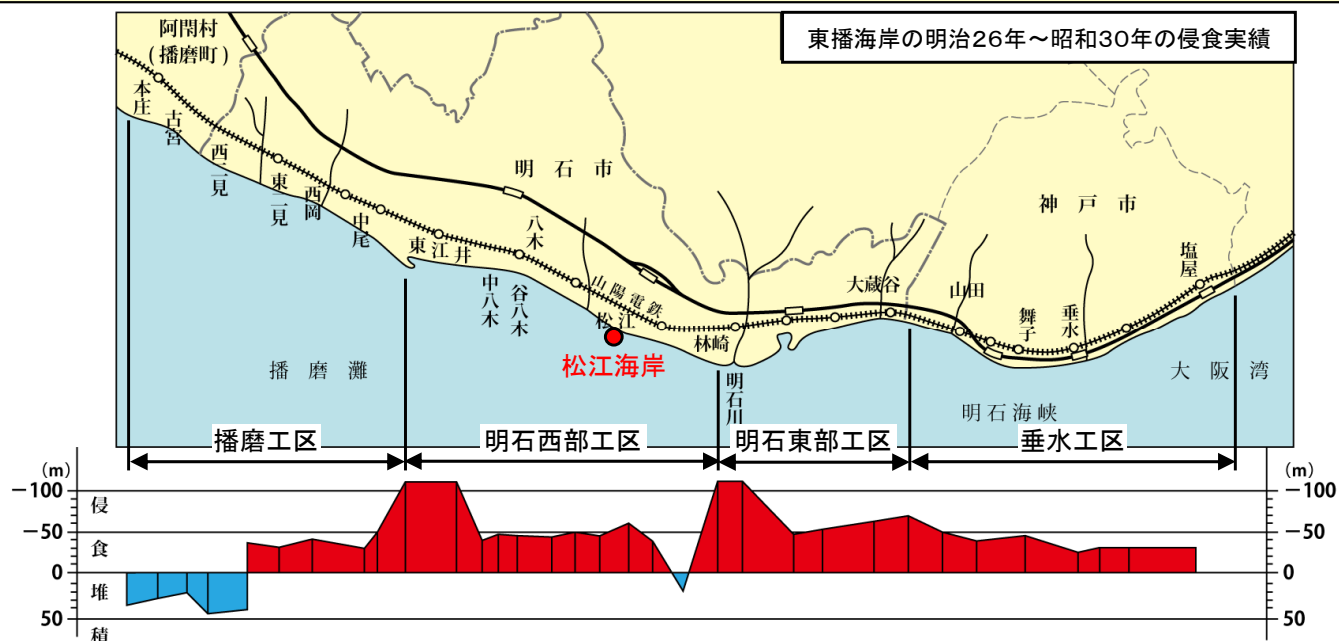 東播海岸の明治26年～昭和30年の侵食実績
阿閇村
(播磨町)
本庄
古宮
西二見
東二見
西岡
中尾
明石市
東江井
八木
中八木
谷八木
山陽電鉄
松江
松江海岸
林崎
明石川
大蔵谷
神戸市
山田
舞子
垂水
塩屋
播磨灘
明石海峡
大阪湾
播磨工区
明石西部工区
明石東部工区
垂水工区
(m)
－100
－50
0
50
侵食
堆積
(m)
－100
－50
0
50